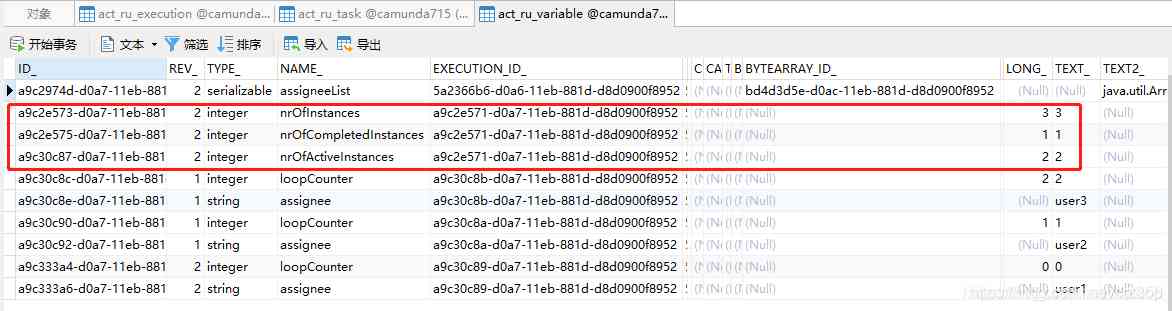 对象 act_ru_execution @camunda7... act_ru_task @camunda715 (... act_ru_variable @camunda7...
开始事务 文本 筛选 排序 导入 导出
ID_ REV_ TYPE_ NAME_ EXECUTION_ID_ BYTEARRAY_ID_ LONG_ TEXT_ TEXT2_
a9c2974d-d0a7-11eb-881 2 serializable assigneeList 5a2366b6-d0a6-11eb-881d-d8d0900f8952 bd4d3d5e-d0ac-11eb-881d-d8d0900f8952 (Null) (Null) java.util.Arr
a9c2e573-d0a7-11eb-881 2 integer nrOfInstances a9c2e571-d0a7-11eb-881d-d8d0900f8952 (Null) 3 3 (Null)
a9c2e575-d0a7-11eb-881 2 integer nrOfCompletedInstances a9c2e571-d0a7-11eb-881d-d8d0900f8952 (Null) 1 1 (Null)
a9c30c87-d0a7-11eb-881 2 integer nrOfActiveInstances a9c2e571-d0a7-11eb-881d-d8d0900f8952 (Null) 2 2 (Null)
a9c30c8c-d0a7-11eb-881 1 integer loopCounter a9c30c8b-d0a7-11eb-881d-d8d0900f8952 (Null) 2 2 (Null)
a9c30c8e-d0a7-11eb-881 1 string assignee a9c30c8b-d0a7-11eb-881d-d8d0900f8952 (Null) (Null) user3 (Null)
a9c30c90-d0a7-11eb-881 1 integer loopCounter a9c30c8a-d0a7-11eb-881d-d8d0900f8952 (Null) 1 1 (Null)
a9c30c92-d0a7-11eb-881 1 string assignee a9c30c8a-d0a7-11eb-881d-d8d0900f8952 (Null) (Null) user2 (Null)
a9c333a4-d0a7-11eb-881 2 integer loopCounter a9c30c89-d0a7-11eb-881d-d8d0900f8952 (Null) 0 0 (Null)
a9c333a6-d0a7-11eb-881 2 string assignee a9c30c89-d0a7-11eb-881d-d8d0900f8952 (Null) user1